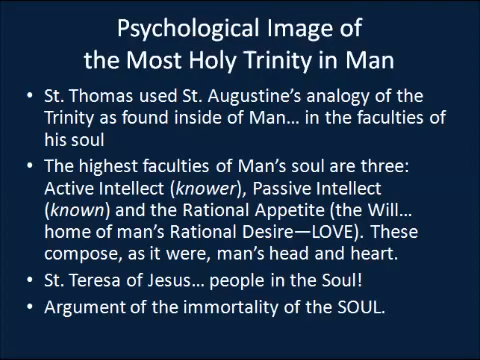 Psychological Image of
the Most Holy Trinity in Man
• St. Thomas used St. Augustine's analogy of the
Trinity as found inside of Man… in the faculties of
his soul
• The highest faculties of Man's soul are three:
Active Intellect (knower), Passive Intellect
(known) and the Rational Appetite (the Will…
home of man's Rational Desire—LOVE). These
compose, as it were, man's head and heart.
• St. Teresa of Jesus… people in the Soul!
• Argument of the immortality of the SOUL.